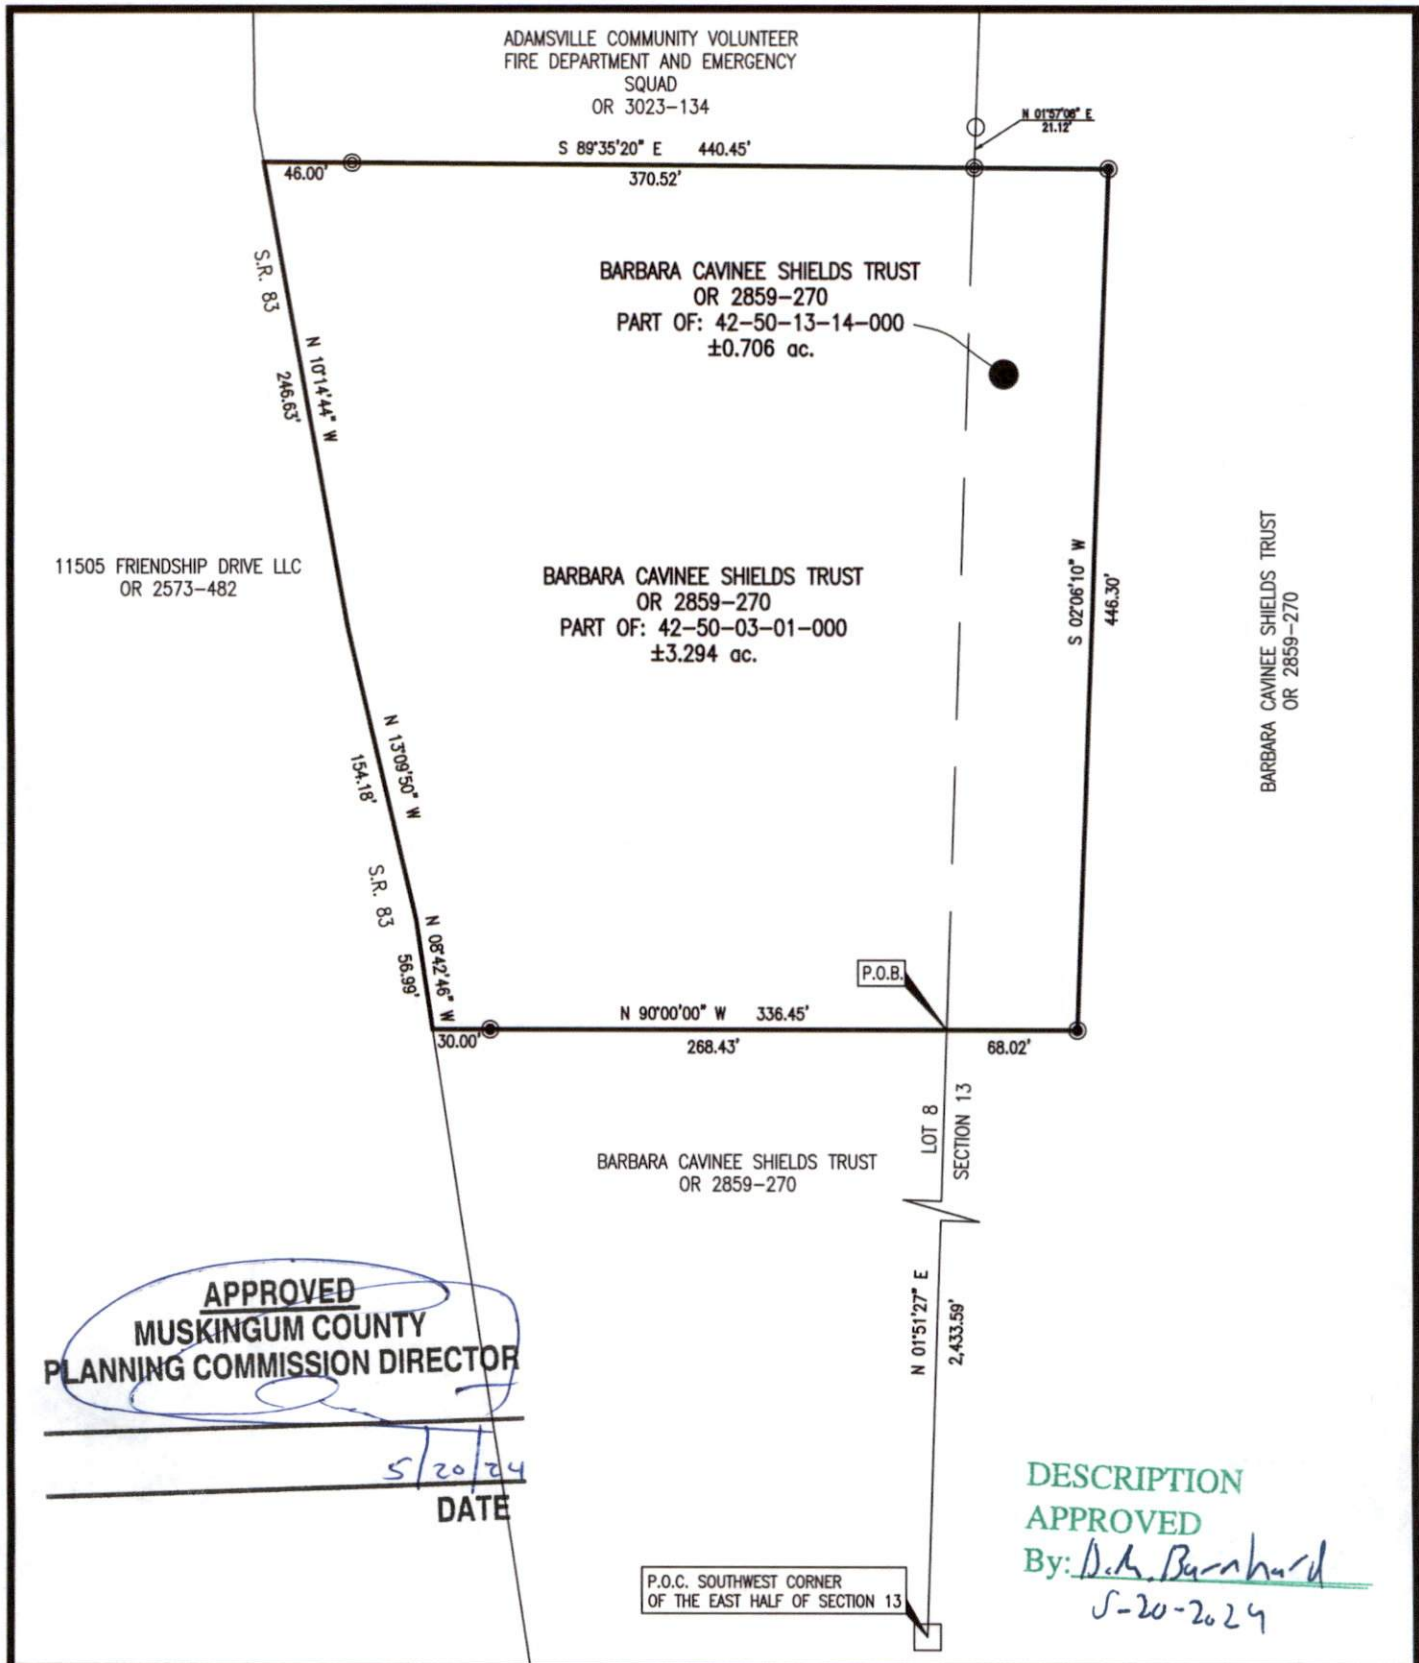 ADAMSVILLE COMMUNITY VOLUNTEER
FIRE DEPARTMENT AND EMERGENCY
SQUAD
OR 3023-134
N 01°57'06" E
21.12'
S 89°35'20" E 440.45'
46.00'
370.52'
S.R. 83
N 10°14'44" W
246.63'
BARBARA CAVINEE SHIELDS TRUST
OR 2859-270
PART OF: 42-50-13-14-000
±0.706 ac.
11505 FRIENDSHIP DRIVE LLC
OR 2573-482
BARBARA CAVINEE SHIELDS TRUST
OR 2859-270
PART OF: 42-50-03-01-000
±3.294 ac.
S 02°06'10" W
446.30'
BARBARA CAVINEE SHIELDS TRUST
OR 2859-270
N 13°09'50" W
154.18'
S.R. 83
N 08°42'46" W
56.99'
P.O.B.
N 90°00'00" W 336.45'
30.00'
268.43'
68.02'
LOT 8
SECTION 13
BARBARA CAVINEE SHIELDS TRUST
OR 2859-270
N 01°51'27" E
2,433.59'
APPROVED
MUSKINGUM COUNTY
PLANNING COMMISSION DIRECTOR
5/20/24
DATE
P.O.C. SOUTHWEST CORNER
OF THE EAST HALF OF SECTION 13
DESCRIPTION
APPROVED
By: D.M. Barnhard
5-20-2024